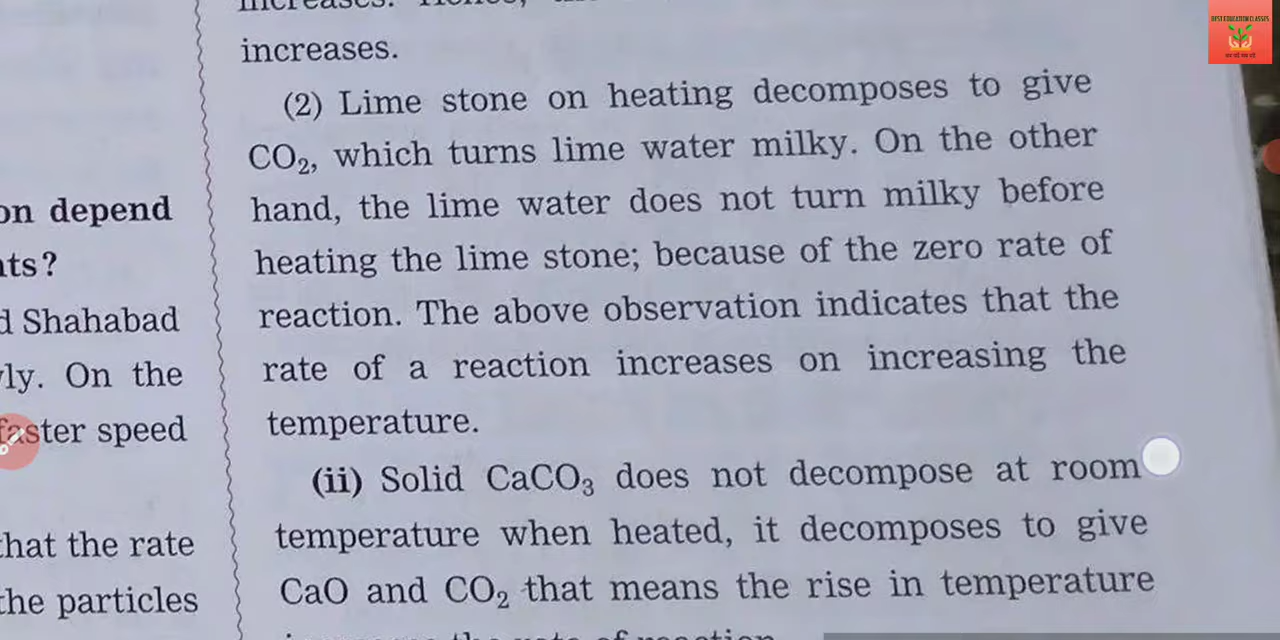 increases.
(2) Lime stone on heating decomposes to give
CO₂, which turns lime water milky. On the other
hand, the lime water does not turn milky before
heating the lime stone; because of the zero rate of
reaction. The above observation indicates that the
rate of a reaction increases on increasing the
temperature.
(ii) Solid CaCO₃ does not decompose at room
temperature when heated, it decomposes to give
CaO and CO₂ that means the rise in temperature
on depend
Shahabad
On the
faster speed
that the rate
the particles
BEST EDUCATION CLASSES